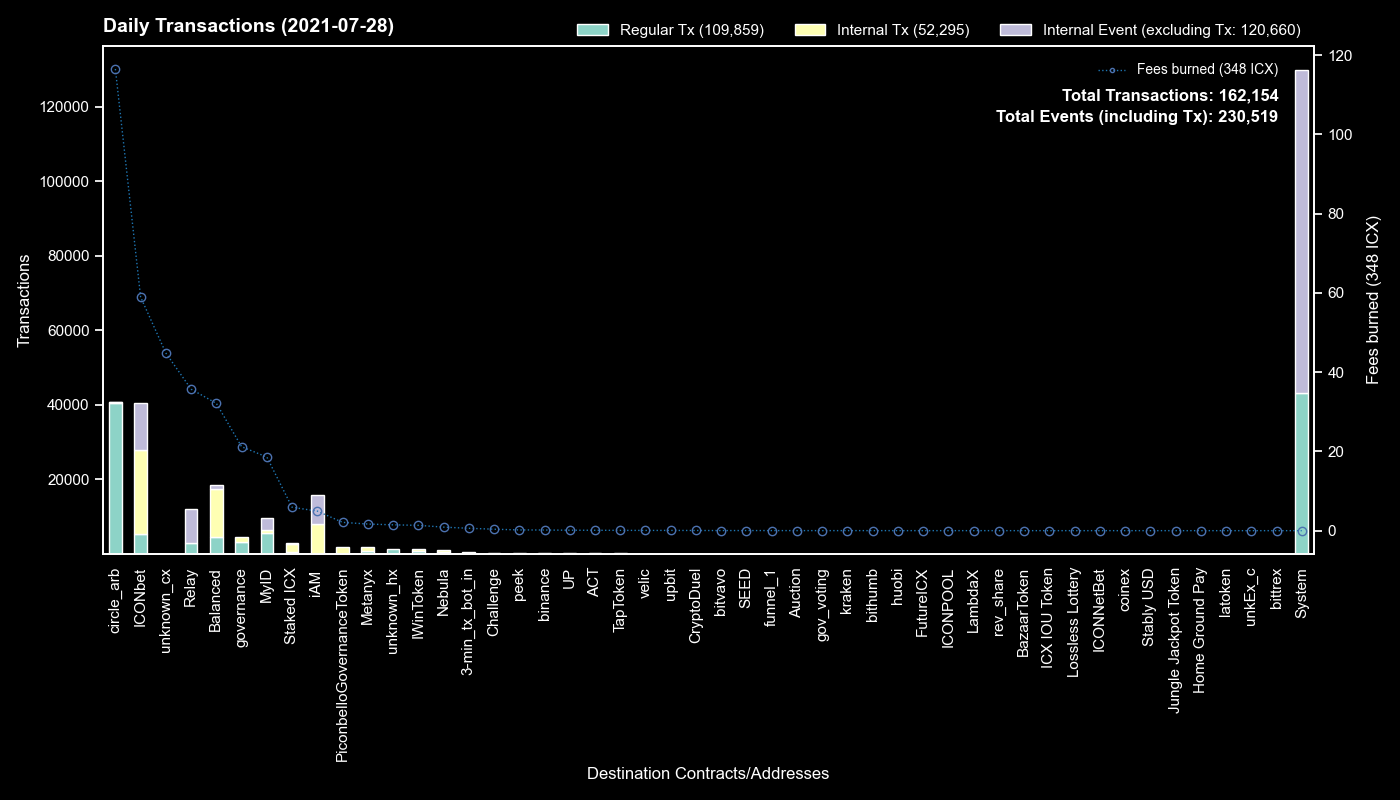 Daily Transactions (2021-07-28)
Regular Tx (109,859)
Internal Tx (52,295)
Internal Event (excluding Tx: 120,660)
Fees burned (348 ICX)
Total Transactions: 162,154
Total Events (including Tx): 230,519
Transactions
120000
100000
80000
60000
40000
20000
120
100
80
60
40
20
0
Fees burned (348 ICX)
circle_arb
ICONbet
unknown_cx
Relay
Balanced
governance
MyID
Staked ICX
iAM
PiconbelloGovernanceToken
Metanyx
unknown_hx
IWinToken
Nebula
3-min_tx_bot_in
Challenge
peek
binance
UP
ACT
TapToken
velic
upbit
CryptoDuel
bitvavo
SEED
funnel_1
Auction
gov_voting
kraken
bithumb
huobi
FutureICX
ICONPOOL
LambdaX
rev_share
BazaarToken
ICX IOU Token
Lossless Lottery
ICONNetBet
coinex
Stably USD
Jungle Jackpot Token
Home Ground Pay
latoken
unkEx_c
bittrex
System
Destination Contracts/Addresses